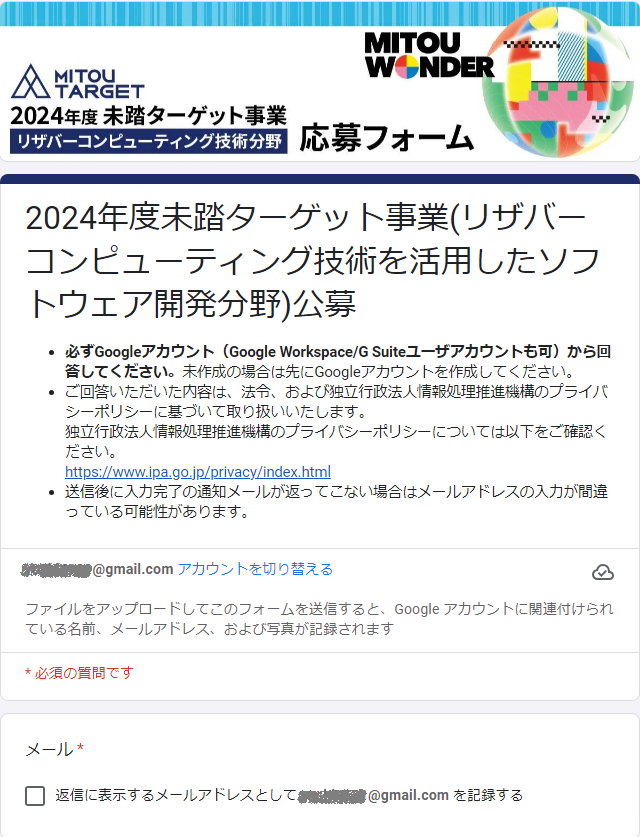 MITOU
WONDER
MITOU
TARGET
2024年度 未踏ターゲット事業
リザバーコンピューティング技術分野
応募フォーム
2024年度未踏ターゲット事業(リザバー
コンピューティング技術を活用したソフ
トウェア開発分野)公募
必ずGoogleアカウント（Google Workspace/G Suiteユーザアカウントも可）から回
答してください。未作成の場合は先にGoogleアカウントを作成してください。
ご回答いただいた内容は、法令、および独立行政法人情報処理推進機構のプライバ
シーポリシーに基づいて取り扱いいたします。
独立行政法人情報処理推進機構のプライバシーポリシーについては以下をご確認く
ださい。
https://www.ipa.go.jp/privacy/index.html
送信後に入力完了の通知メールが返ってこない場合はメールアドレスの入力が間違
っている可能性があります。
@gmail.com アカウントを切り替える
ファイルをアップロードしてこのフォームを送信すると、Google アカウントに関連付けられ
ている名前、メールアドレス、および写真が記録されます
* 必須の質問です
メール *
返信に表示するメールアドレスとして @gmail.com を記録する